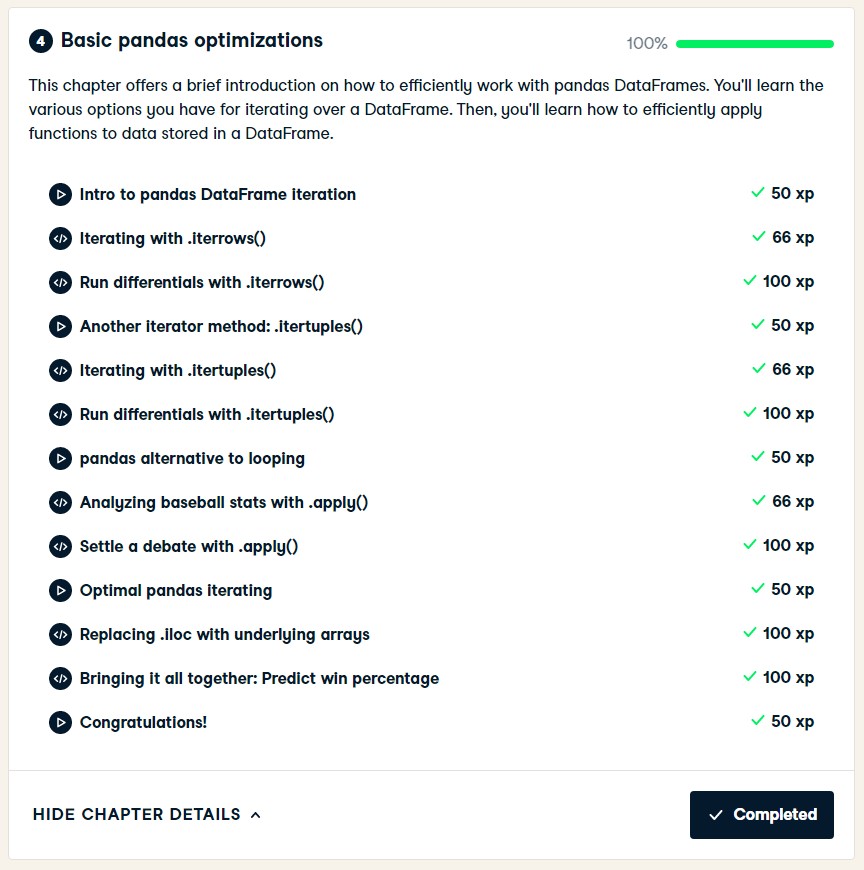 4 Basic pandas optimizations 100%
This chapter offers a brief introduction on how to efficiently work with pandas DataFrames. You'll learn the
various options you have for iterating over a DataFrame. Then, you'll learn how to efficiently apply
functions to data stored in a DataFrame.
Intro to pandas DataFrame iteration 50 xp
Iterating with .iterrows() 66 xp
Run differentials with .iterrows() 100 xp
Another iterator method: .itertuples() 50 xp
Iterating with .itertuples() 66 xp
Run differentials with .itertuples() 100 xp
pandas alternative to looping 50 xp
Analyzing baseball stats with .apply() 66 xp
Settle a debate with .apply() 100 xp
Optimal pandas iterating 50 xp
Replacing .iloc with underlying arrays 100 xp
Bringing it all together: Predict win percentage 100 xp
Congratulations! 50 xp
HIDE CHAPTER DETAILS Completed